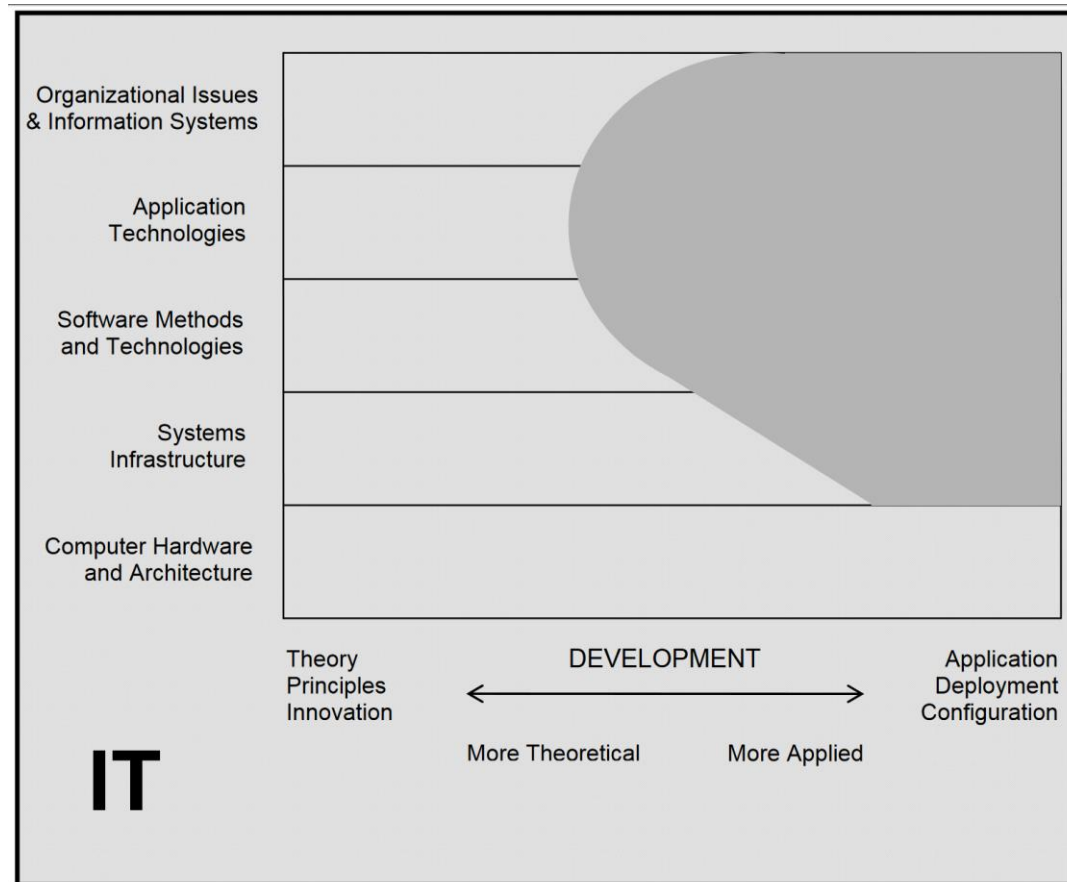 Organizational Issues
& Information Systems
Application
Technologies
Software Methods
and Technologies
Systems
Infrastructure
Computer Hardware
and Architecture
Theory
Principles
Innovation
DEVELOPMENT
Application
Deployment
Configuration
More Theoretical
More Applied
IT